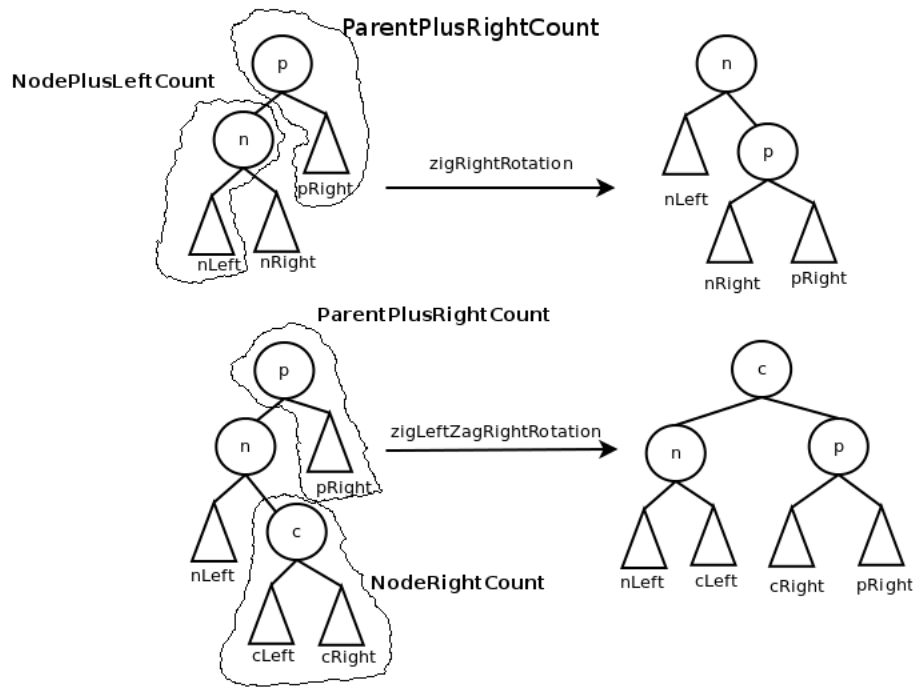 ParentPlusRightCount
p
n
NodePlusLeftCount
n
p
zigRightRotation
pRight
nLeft
nLeft
nRight
nRight
pRight
ParentPlusRightCount
p
c
n
zigLeftZagRightRotation
n
p
pRight
c
nLeft
NodeRightCount
nLeft
cLeft
cRight
pRight
cLeft
cRight